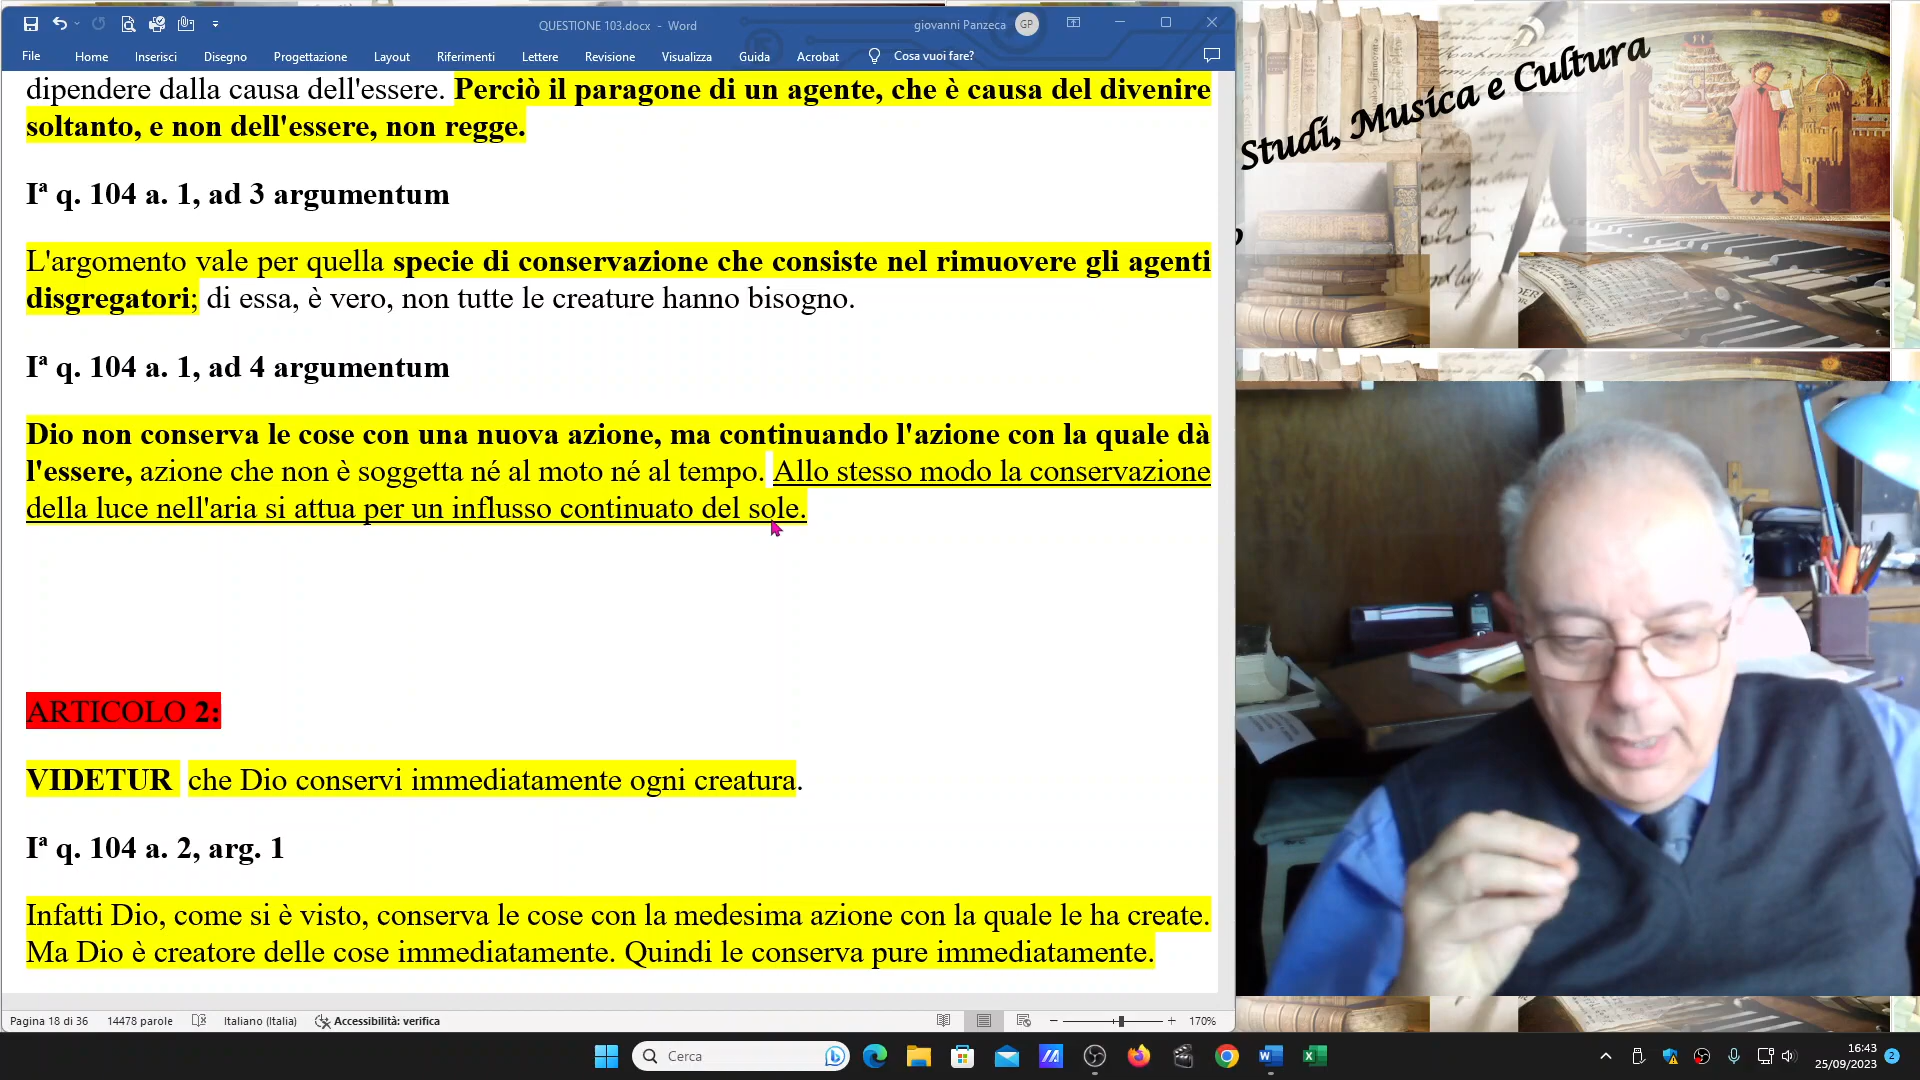 QUESTIONE 103.docx - Word
giovanni Panzeca GP
File Home Inserisci Disegno Progettazione Layout Riferimenti Lettere Revisione Visualizza Guida Acrobat Cosa vuoi fare?
dipendere dalla causa dell'essere. Perciò il paragone di un agente, che è causa del divenire
soltanto, e non dell'essere, non regge.
Iª q. 104 a. 1, ad 3 argumentum
L'argomento vale per quella specie di conservazione che consiste nel rimuovere gli agenti
disgregatori; di essa, è vero, non tutte le creature hanno bisogno.
Iª q. 104 a. 1, ad 4 argumentum
Dio non conserva le cose con una nuova azione, ma continuando l'azione con la quale dà
l'essere, azione che non è soggetta né al moto né al tempo. Allo stesso modo la conservazione
della luce nell'aria si attua per un influsso continuato del sole.
ARTICOLO 2:
VIDETUR che Dio conservi immediatamente ogni creatura.
Iª q. 104 a. 2, arg. 1
Infatti Dio, come si è visto, conserva le cose con la medesima azione con la quale le ha create.
Ma Dio è creatore delle cose immediatamente. Quindi le conserva pure immediatamente.
Pagina 18 di 36 14478 parole Italiano (Italia) Accessibilità: verifica 170%
Studi, Musica e Cultura
Cerca
16:43
25/09/2023 2